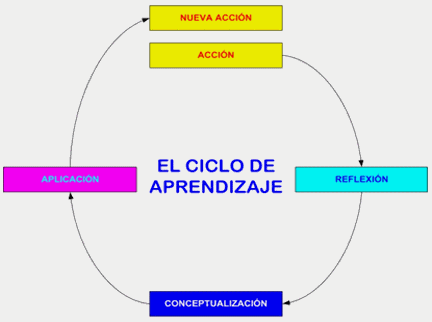 NUEVA ACCIÓN
ACCIÓN
EL CICLO DE
APRENDIZAJE
APLICACIÓN
REFLEXIÓN
CONCEPTUALIZACIÓN